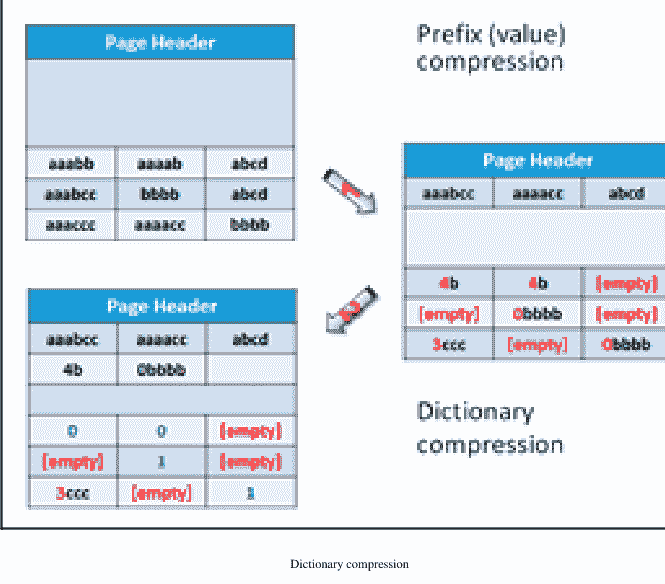 Page Header
aaabb aaaab abcd
aaabcc bbbb abcd
aaaccc aaaacc bbbb
Prefix (value)
compression
Page Header
aaabcc aaaacc abcd
4b 4b [empty]
[empty] 0bbbb [empty]
3ccc [empty] 0bbbb
Page Header
aaabcc aaaacc abcd
4b 0bbbb
0 0 [empty]
[empty] 1 [empty]
3ccc [empty] 1
Dictionary
compression
Dictionary compression